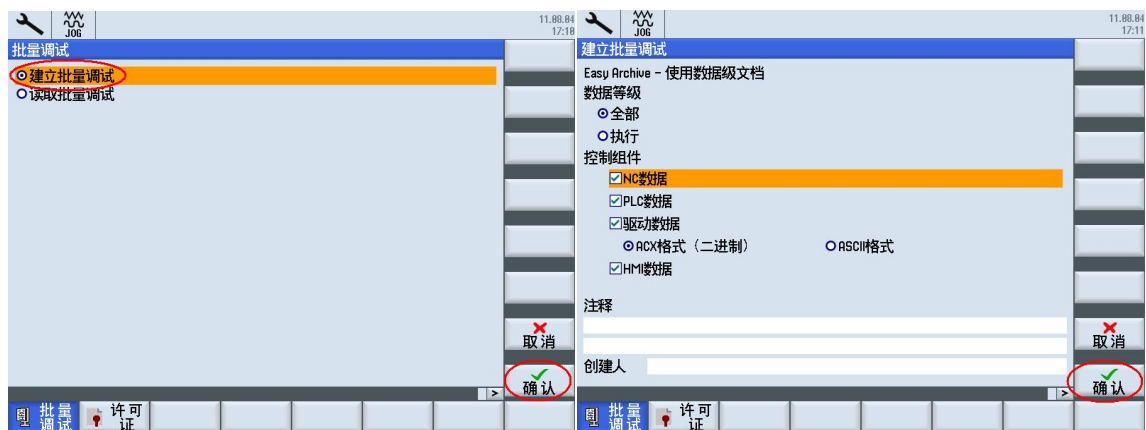 JOG
11.08.04
17:10
批量调试
建立批量调试
读取批量调试
取消
确认
>
批量调试
许可证
JOG
11.08.04
17:11
建立批量调试
Easy Archive - 使用数据级文档
数据等级
全部
执行
控制组件
NC数据
PLC数据
驱动数据
ACX格式（二进制） ASCII格式
HMI数据
注释
创建人
取消
确认
>
批量调试
许可证